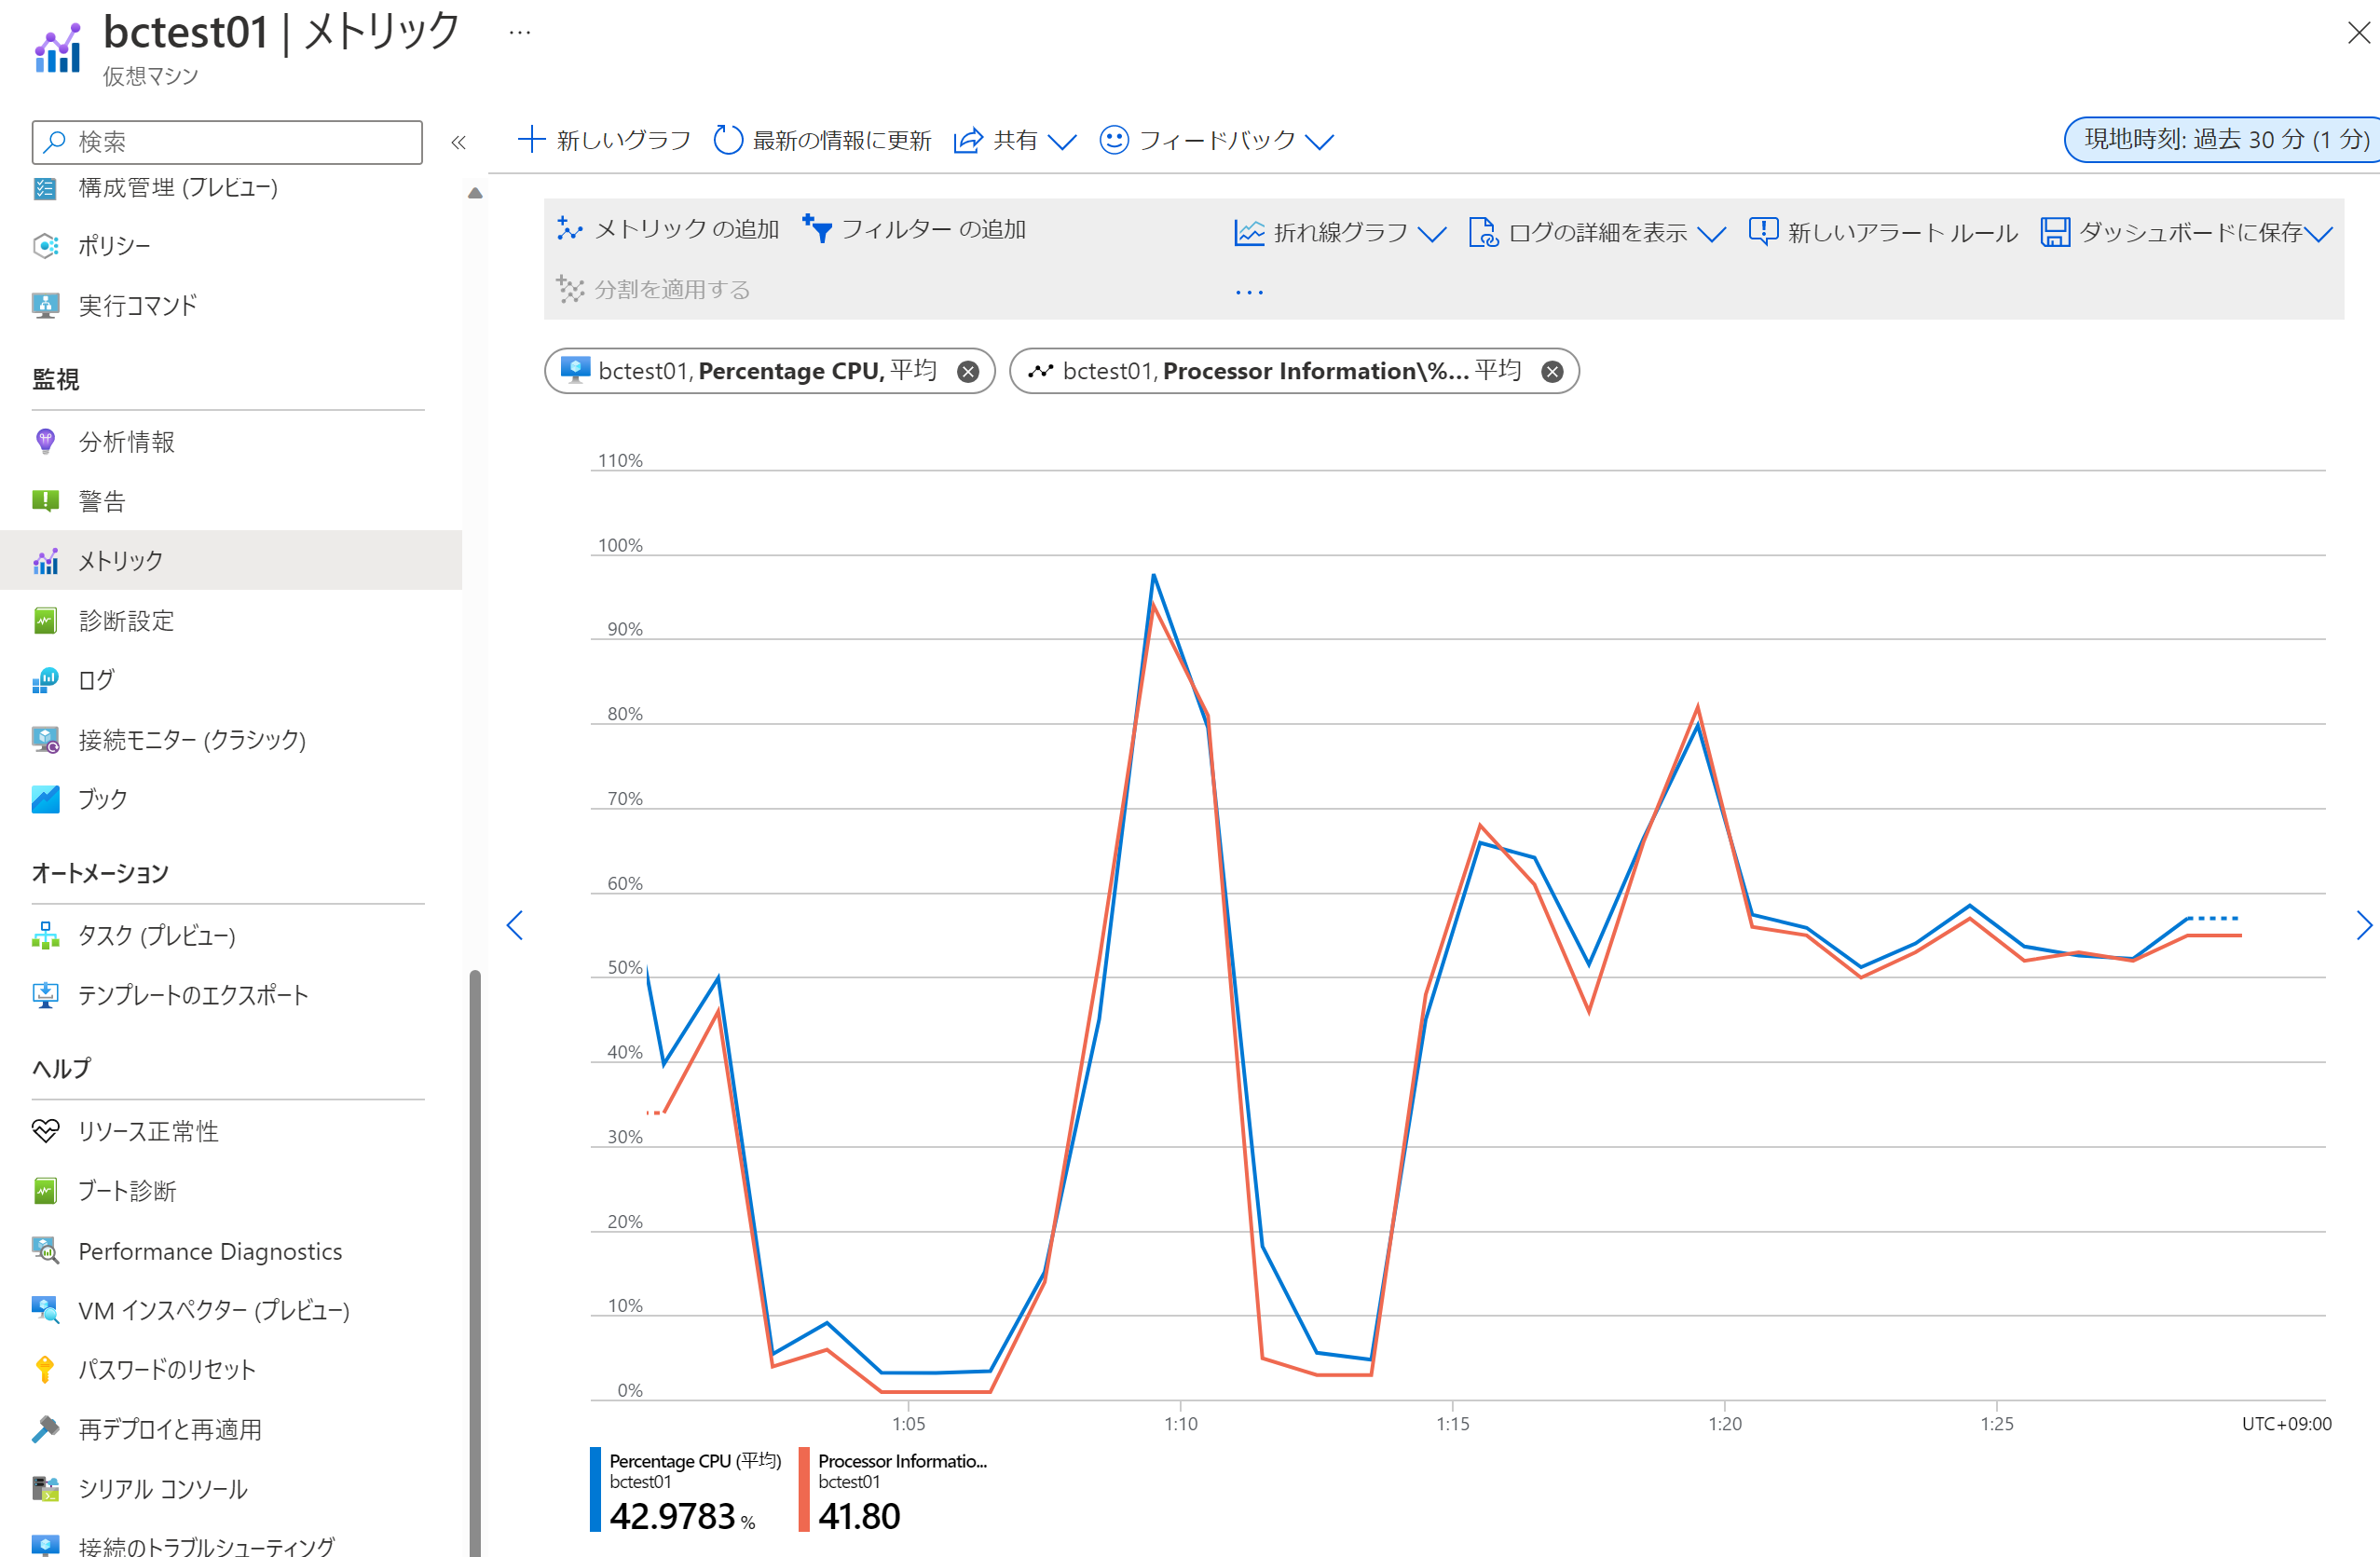 bctest01 | メトリック ...
仮想マシン
検索
構成管理 (プレビュー)
ポリシー
実行コマンド
監視
分析情報
警告
メトリック
診断設定
ログ
接続モニター (クラシック)
ブック
オートメーション
タスク (プレビュー)
テンプレートのエクスポート
ヘルプ
リソース正常性
ブート診断
Performance Diagnostics
VM インスペクター (プレビュー)
パスワードのリセット
再デプロイと再適用
シリアル コンソール
接続のトラブルシューティング
新しいグラフ 最新の情報に更新 共有 フィードバック 現地時刻: 過去 30 分 (1 分)
メトリック の追加 フィルター の追加 折れ線グラフ ログの詳細を表示 新しいアラート ルール ダッシュボードに保存
分割を適用する ...
bctest01, Percentage CPU, 平均 bctest01, Processor Information\%... 平均
110%
100%
90%
80%
70%
60%
50%
40%
30%
20%
10%
0%
1:05 1:10 1:15 1:20 1:25 UTC+09:00
Percentage CPU (平均)
bctest01
42.9783 %
Processor Informatio...
bctest01
41.80